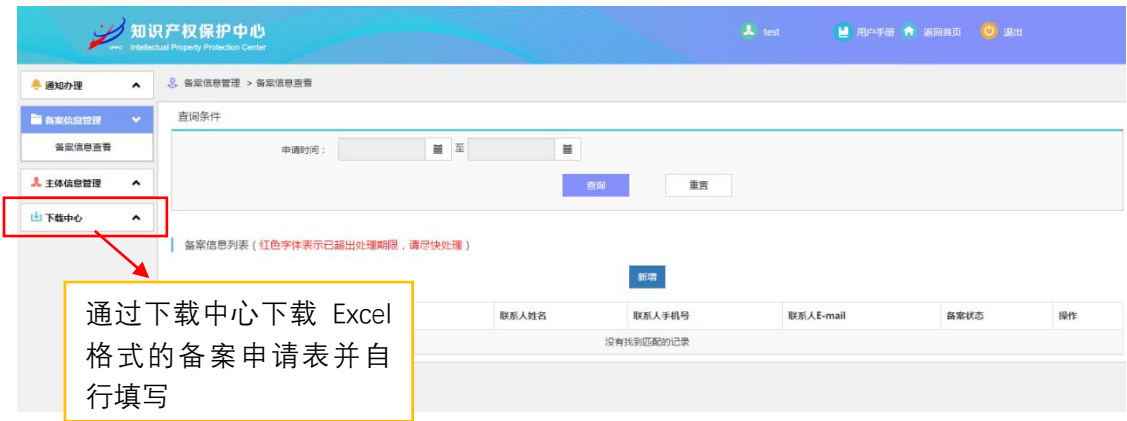 知识产权保护中心
IPPC Intellectual Property Protection Center
test 用户手册 返回首页 退出
通知办理
备案信息管理 > 备案信息查看
备案信息管理
备案信息查看
主体信息管理
下载中心
查询条件
申请时间： 至
查询 重置
备案信息列表 ( 红色字体表示已超出处理期限，请尽快处理 )
新增
联系人姓名 联系人手机号 联系人E-mail 备案状态 操作
没有找到匹配的记录
通过下载中心下载 Excel
格式的备案申请表并自
行填写